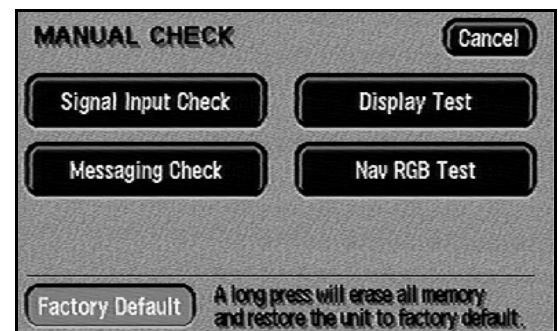 MANUAL CHECK
Cancel
Signal Input Check
Display Test
Messaging Check
Nav RGB Test
Factory Default
A long press will erase all memory
and restore the unit to factory default.